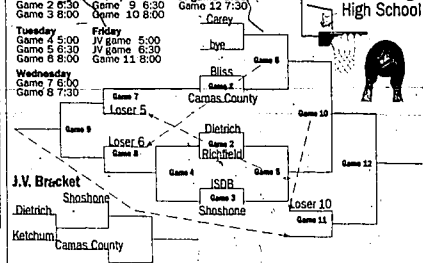 Game 2 6:30 Game 9 6:30 Game 12 7:30
Game 3 8:00 Game 10 8:00
High School
Tuesday Friday
Game 4 5:00 JV game 5:00
Game 5 6:30 JV game 6:30
Game 6 8:00 Game 11 8:00
Wednesday
Game 7 6:00
Game 8 7:30
Carey
bye
Bliss
Camas County
Game 7
Loser 5
Game 10
Game 9
Loser 6
Game 8
Dietrich
Game 2
Richfield
Game 12
Game 4
Game 5
ISDB
Game 3
Shoshone
Loser 10
Game 11
J.V. Bracket
Shoshone
Dietrich
Ketchum
Camas County